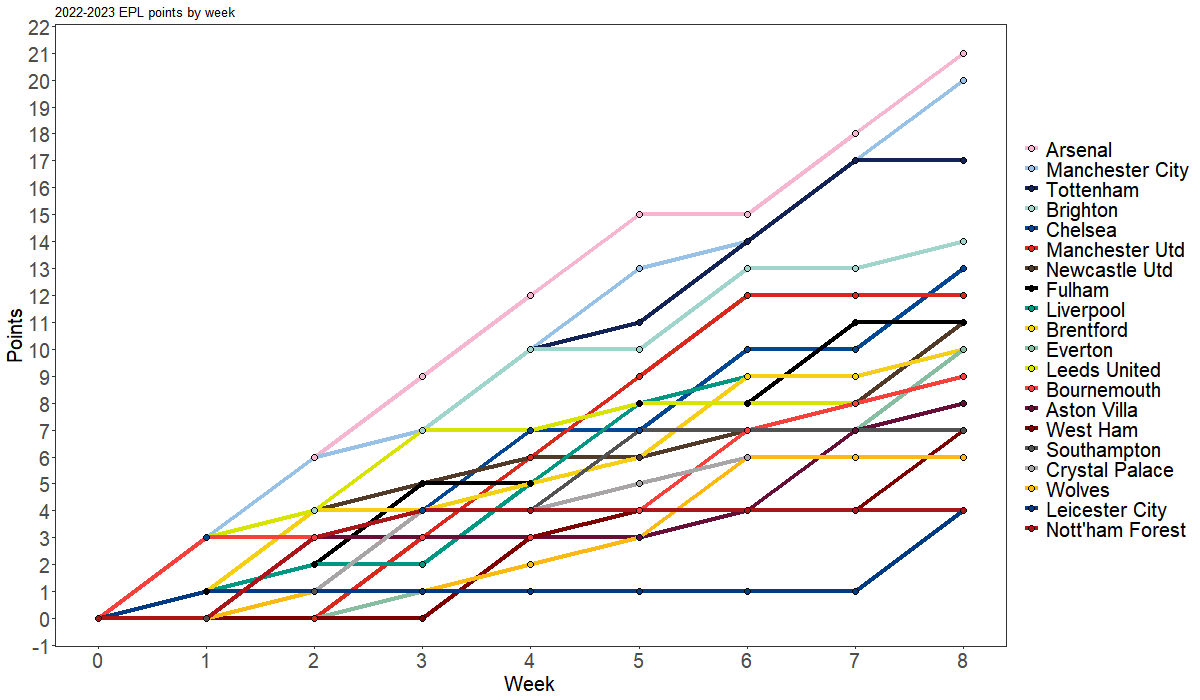 2022-2023 EPL points by week
22
21
20
19
18
17
16
15
14
13
12
11
10
9
8
7
6
5
4
3
2
1
0
-1
Points
0 1 2 3 4 5 6 7 8
Week
Arsenal
Manchester City
Tottenham
Brighton
Chelsea
Manchester Utd
Newcastle Utd
Fulham
Liverpool
Brentford
Everton
Leeds United
Bournemouth
Aston Villa
West Ham
Southampton
Crystal Palace
Wolves
Leicester City
Nott'ham Forest